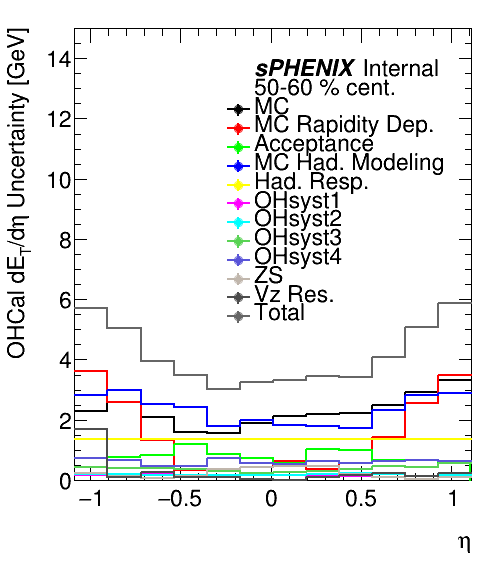 OHCal dE_T/dη Uncertainty [GeV]
14
12
10
8
6
4
2
0
sPHENIX Internal
50-60 % cent.
MC
MC Rapidity Dep.
Acceptance
MC Had. Modeling
Had. Resp.
OHsyst1
OHsyst2
OHsyst3
OHsyst4
ZS
Vz Res.
Total
−1 −0.5 0 0.5 1
η